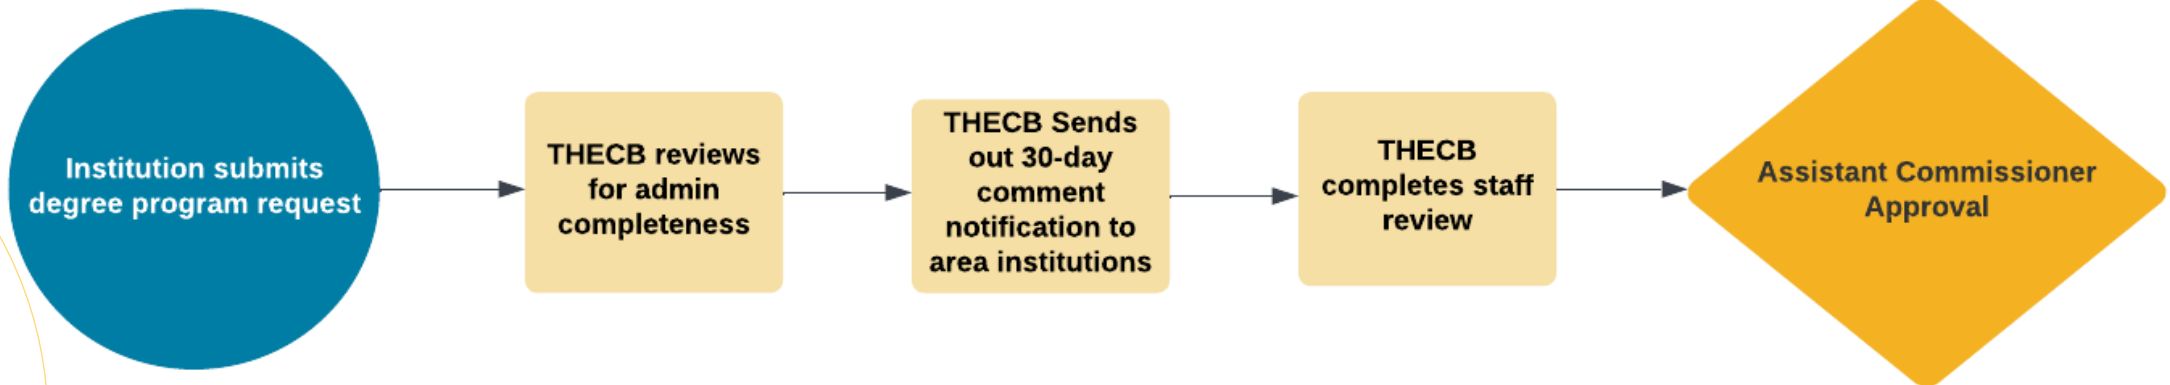 Institution submits
degree program request
THECB reviews
for admin
completeness
THECB Sends
out 30-day
comment
notification to
area institutions
THECB
completes staff
review
Assistant Commissioner
Approval